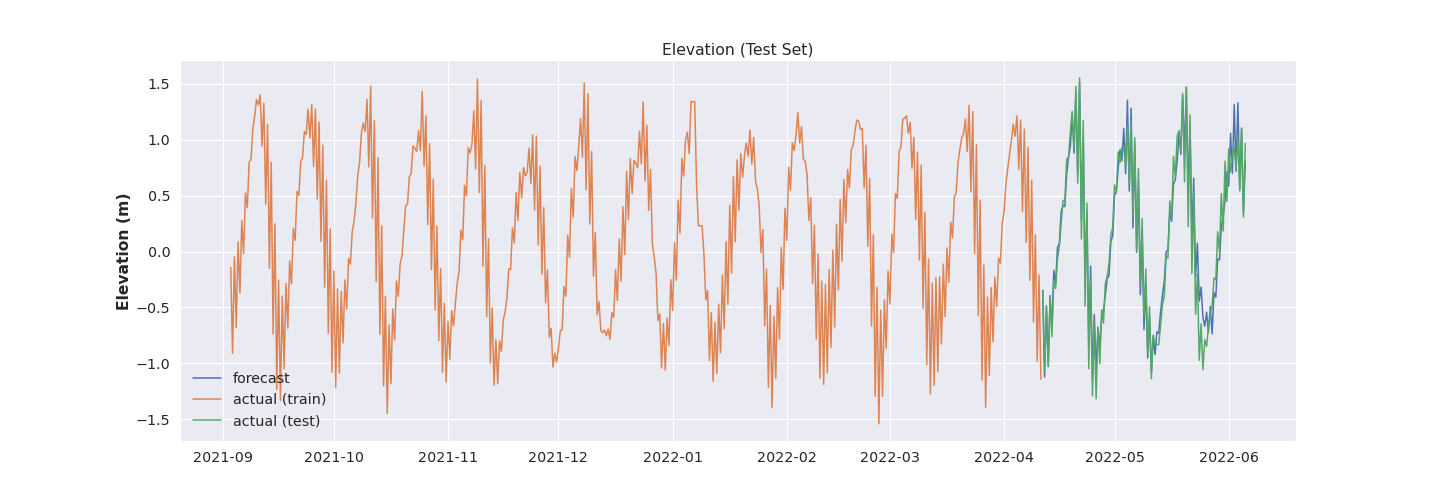 Elevation (Test Set)
Elevation (m)
1.5
1.0
0.5
0.0
−0.5
−1.0
−1.5
forecast
actual (train)
actual (test)
2021-09 2021-10 2021-11 2021-12 2022-01 2022-02 2022-03 2022-04 2022-05 2022-06